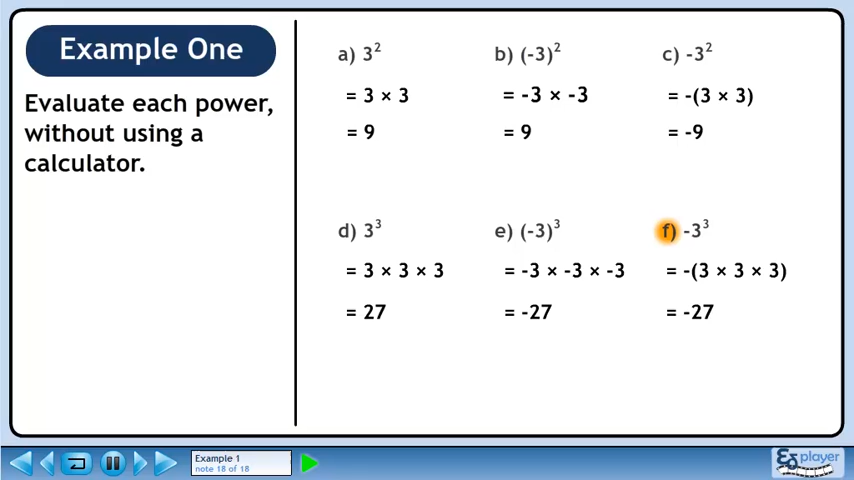 Example One
Evaluate each power,
without using a
calculator.
a) 3²
= 3 × 3
= 9
b) (-3)²
= -3 × -3
= 9
c) -3²
= -(3 × 3)
= -9
d) 3³
= 3 × 3 × 3
= 27
e) (-3)³
= -3 × -3 × -3
= -27
f) -3³
= -(3 × 3 × 3)
= -27
Example 1
note 18 of 18
player